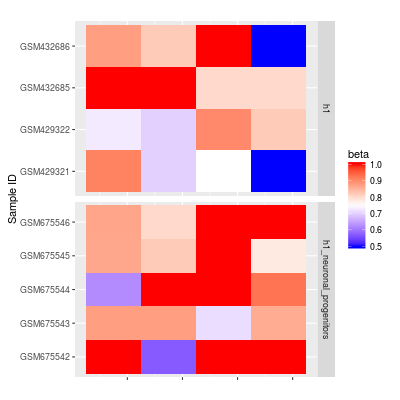 Sample ID
GSM432686
GSM432685
GSM429322
GSM429321
h1
GSM675546
GSM675545
GSM675544
GSM675543
GSM675542
h1_neuronal_progenitors
beta
1.0
0.9
0.8
0.7
0.6
0.5